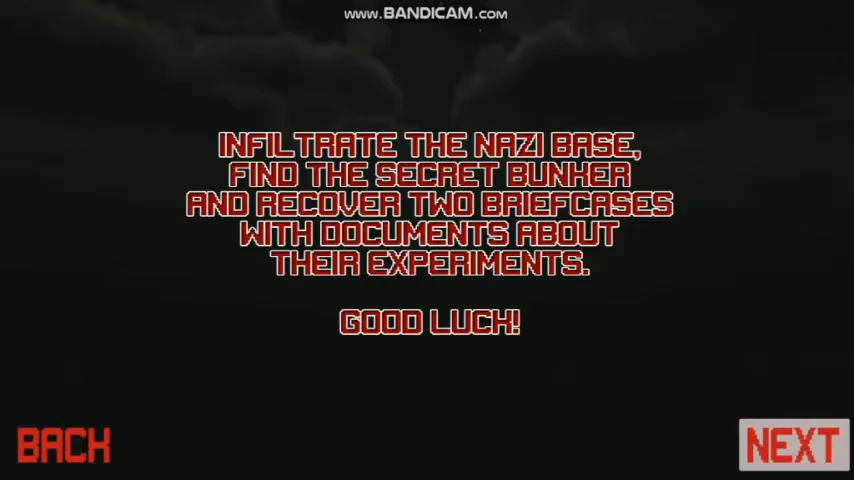 www.BANDICAM.com
INFILTRATE THE NAZI BASE,
FIND THE SECRET BUNKER
AND RECOVER TWO BRIEFCASES
WITH DOCUMENTS ABOUT
THEIR EXPERIMENTS.
GOOD LUCK!
BACK
NEXT